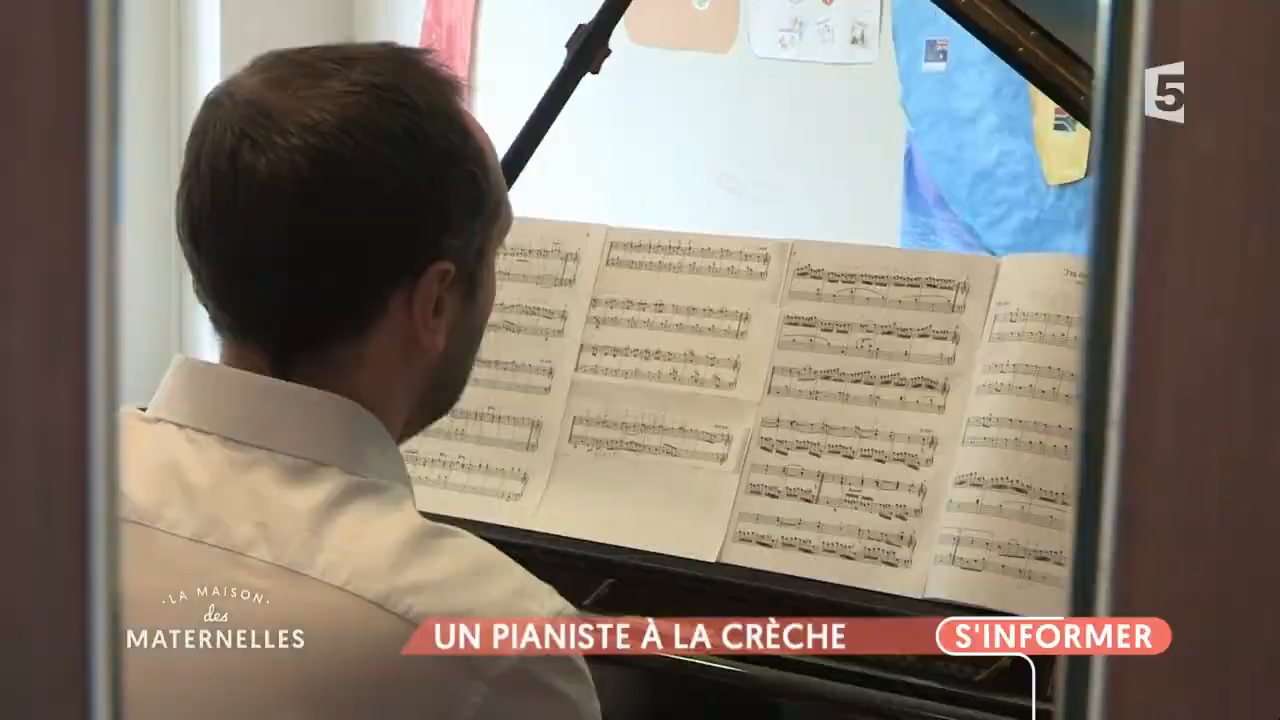 5
·LA MAISON·
des
MATERNELLES
UN PIANISTE À LA CRÈCHE
S'INFORMER